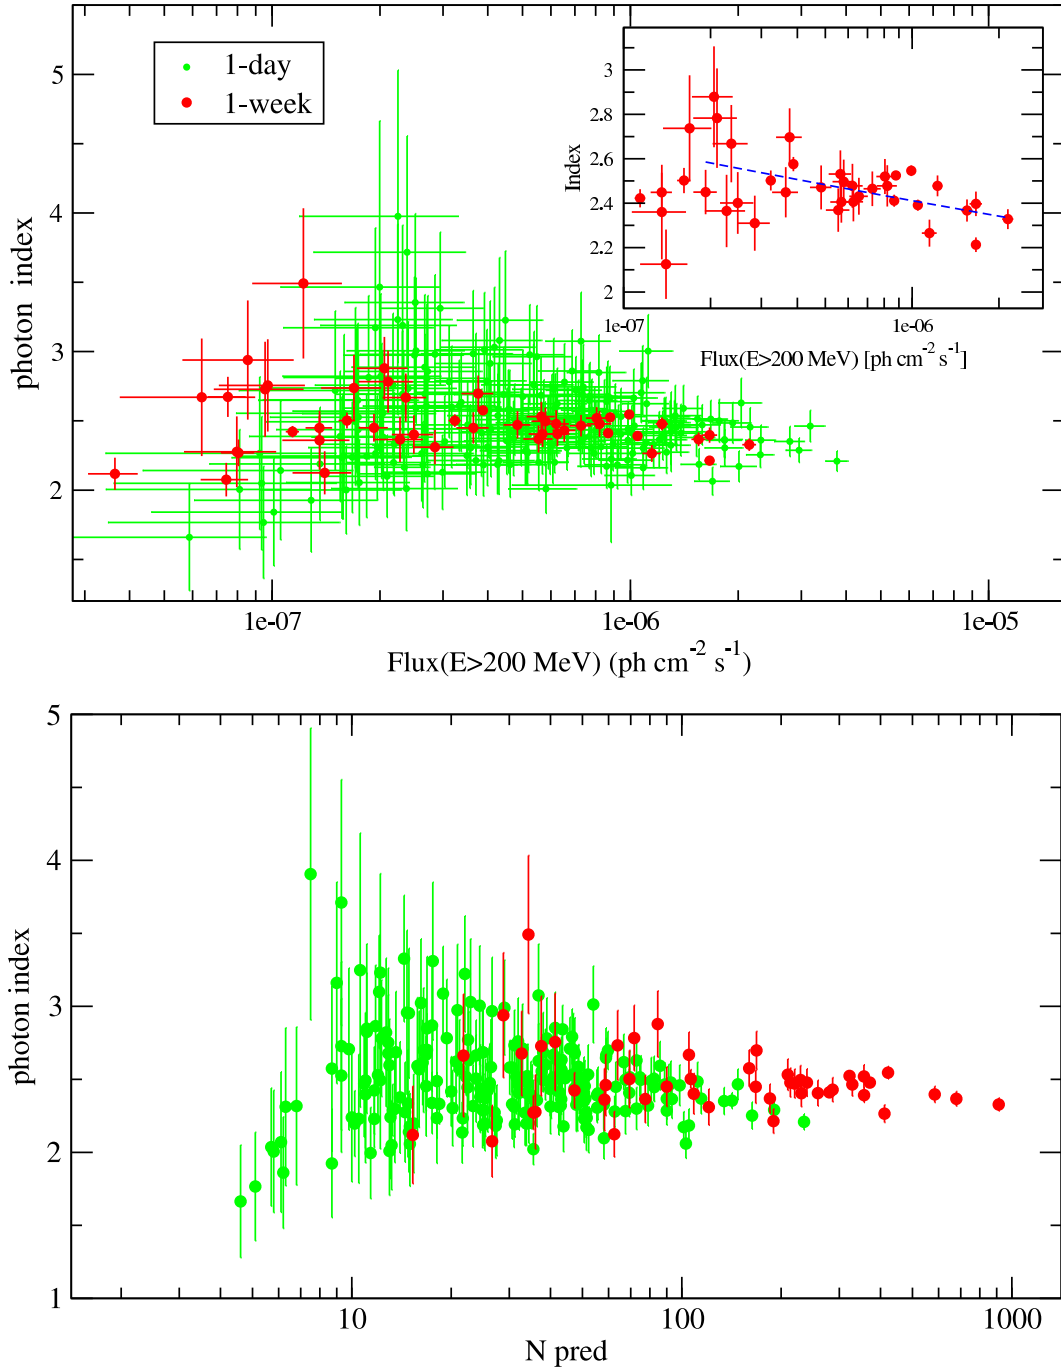 1-day
1-week
5
4
3
2
photon index
1e-07
1e-06
1e-05
Flux(E>200 MeV) (ph cm-2 s-1)
3
2.8
2.6
2.4
2.2
2
Index
1e-07
1e-06
Flux(E>200 MeV) [ph cm-2 s-1]
5
4
3
2
1
photon index
10
100
1000
N pred